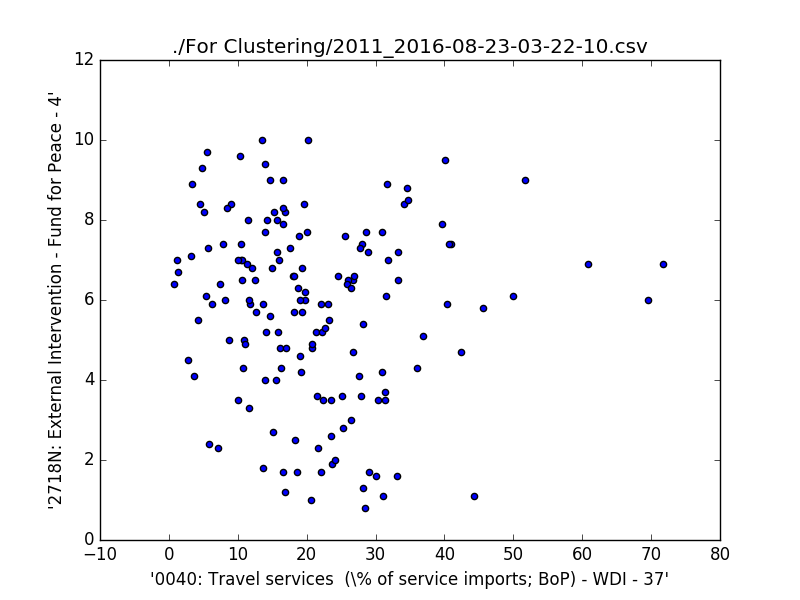 ./For Clustering/2011_2016-08-23-03-22-10.csv
12
10
8
6
4
2
0
'2718N: External Intervention - Fund for Peace - 4'
−10 0 10 20 30 40 50 60 70 80
'0040: Travel services  (\% of service imports; BoP) - WDI - 37'